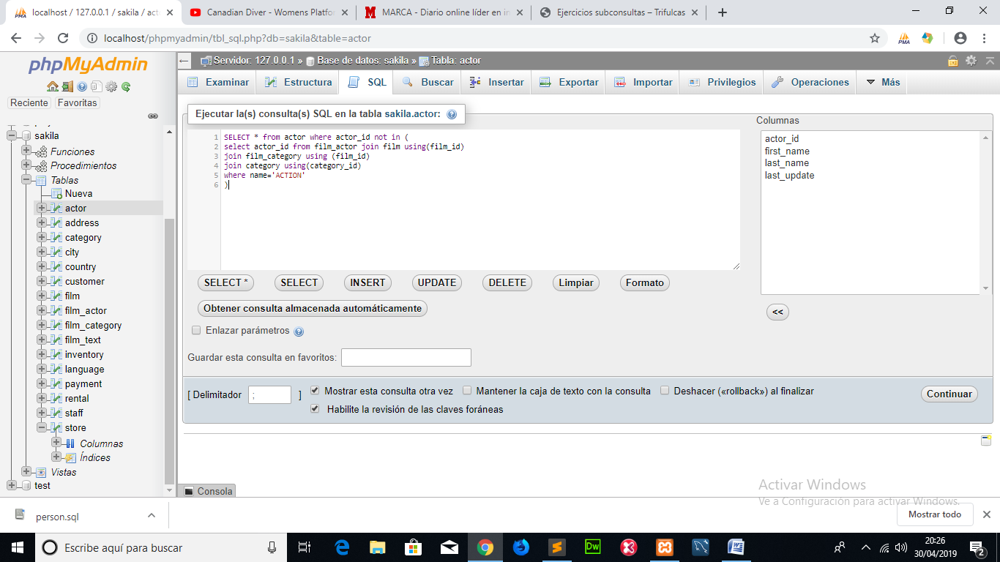 localhost / 127.0.0.1 / sakila / act
Canadian Diver - Womens Platfor
MARCA - Diario online líder en in
Ejercicios subconsultas – Trifulcas
localhost/phpmyadmin/tbl_sql.php?db=sakila&table=actor
PMA
phpMyAdmin
Reciente
Favoritas
sakila
Funciones
Procedimientos
Tablas
Nueva
actor
address
category
city
country
customer
film
film_actor
film_category
film_text
inventory
language
payment
rental
staff
store
Columnas
Índices
Vistas
test
Servidor: 127.0.0.1 » Base de datos: sakila » Tabla: actor
Examinar
Estructura
SQL
Buscar
Insertar
Exportar
Importar
Privilegios
Operaciones
Más
Ejecutar la(s) consulta(s) SQL en la tabla sakila.actor:
1 SELECT * from actor where actor_id not in (
2 select actor_id from film_actor join film using(film_id)
3 join film_category using (film_id)
4 join category using(category_id)
5 where name='ACTION'
6 )
Columnas
actor_id
first_name
last_name
last_update
SELECT *
SELECT
INSERT
UPDATE
DELETE
Limpiar
Formato
Obtener consulta almacenada automáticamente
<<
Enlazar parámetros
Guardar esta consulta en favoritos:
[ Delimitador ; ]
Mostrar esta consulta otra vez
Mantener la caja de texto con la consulta
Deshacer («rollback») al finalizar
Habilite la revisión de las claves foráneas
Continuar
Consola
Activar Windows
Ve a Configuración para activar Windows.
person.sql
Mostrar todo
Escribe aquí para buscar
Dw
20:26
30/04/2019
2